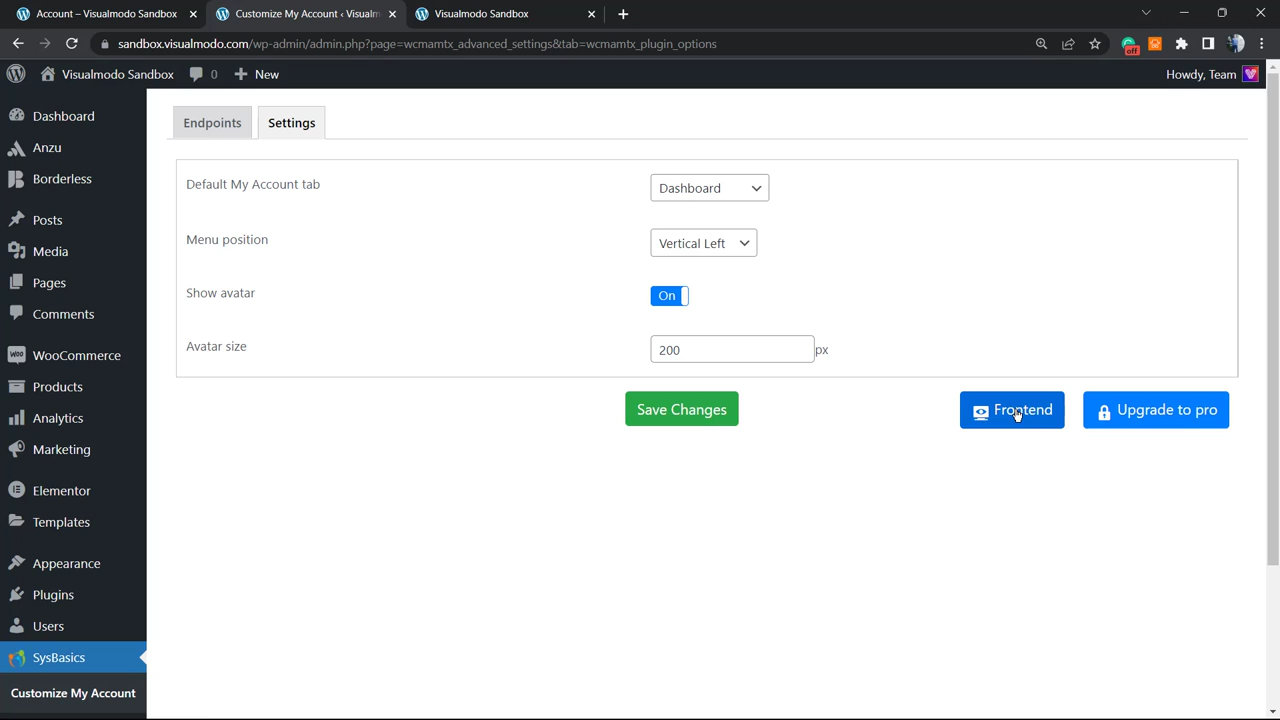 Account – Visualmodo Sandbox
Customize My Account ‹ Visualm
Visualmodo Sandbox
sandbox.visualmodo.com/wp-admin/admin.php?page=wcmamtx_advanced_settings&tab=wcmamtx_plugin_options
off
Visualmodo Sandbox
0
New
Howdy, Team
Dashboard
Anzu
Borderless
Posts
Media
Pages
Comments
Woo
WooCommerce
Products
Analytics
Marketing
Elementor
Templates
Appearance
Plugins
Users
SysBasics
Customize My Account
Endpoints
Settings
Default My Account tab
Dashboard
Menu position
Vertical Left
Show avatar
On
Avatar size
200
px
Save Changes
Frontend
Upgrade to pro